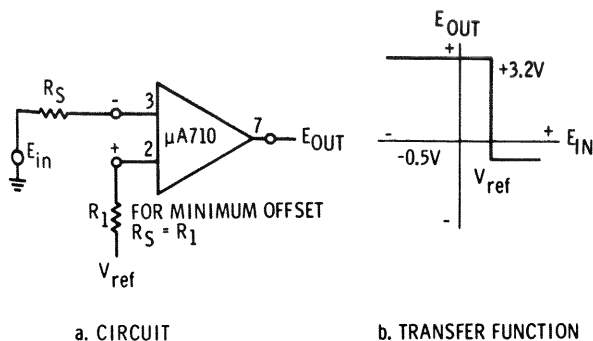 R_S
-
3
μA710
7
E_OUT
E_in
+
2
R_1
FOR MINIMUM OFFSET
R_S = R_1
V_ref
a. CIRCUIT
E_OUT
+
+3.2V
-
+
E_IN
-0.5V
V_ref
-
b. TRANSFER FUNCTION